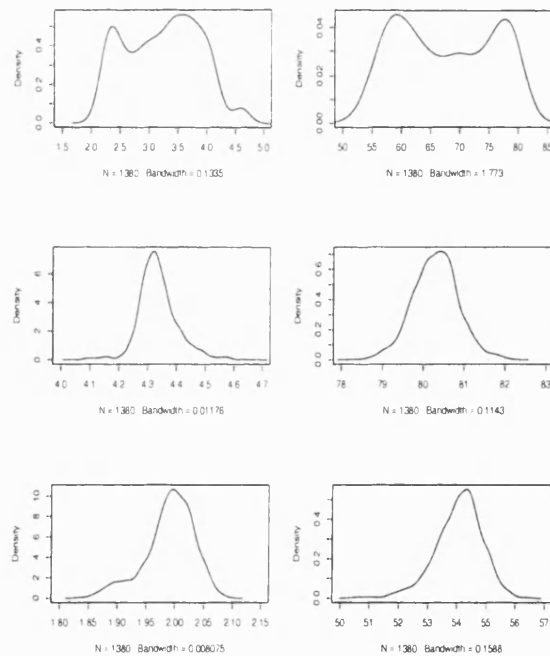 Density
0.0 0.2 0.4
1.5 2.0 2.5 3.0 3.5 4.0 4.5 5.0
N = 1380 Bandwidth = 0.1335
Density
0.00 0.02 0.04
50 55 60 65 70 75 80 85
N = 1380 Bandwidth = 1.773
Density
0 2 4 6
4.0 4.1 4.2 4.3 4.4 4.5 4.6 4.7
N = 1380 Bandwidth = 0.01176
Density
0.0 0.2 0.4 0.6
78 79 80 81 82 83
N = 1380 Bandwidth = 0.1143
Density
0 2 4 6 8 10
1.80 1.85 1.90 1.95 2.00 2.05 2.10 2.15
N = 1380 Bandwidth = 0.008075
Density
0.0 0.2 0.4
50 51 52 53 54 55 56 57
N = 1380 Bandwidth = 0.1588